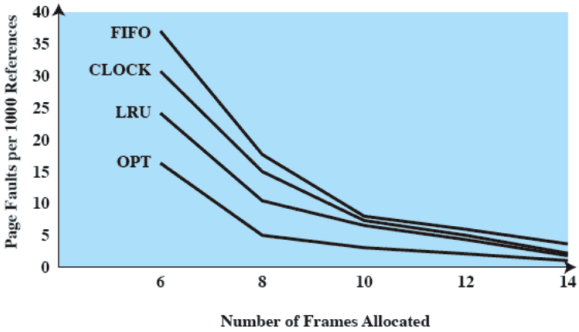 Page Faults per 1000 References
40
35
30
25
20
15
10
5
0
FIFO
CLOCK
LRU
OPT
6 8 10 12 14
Number of Frames Allocated